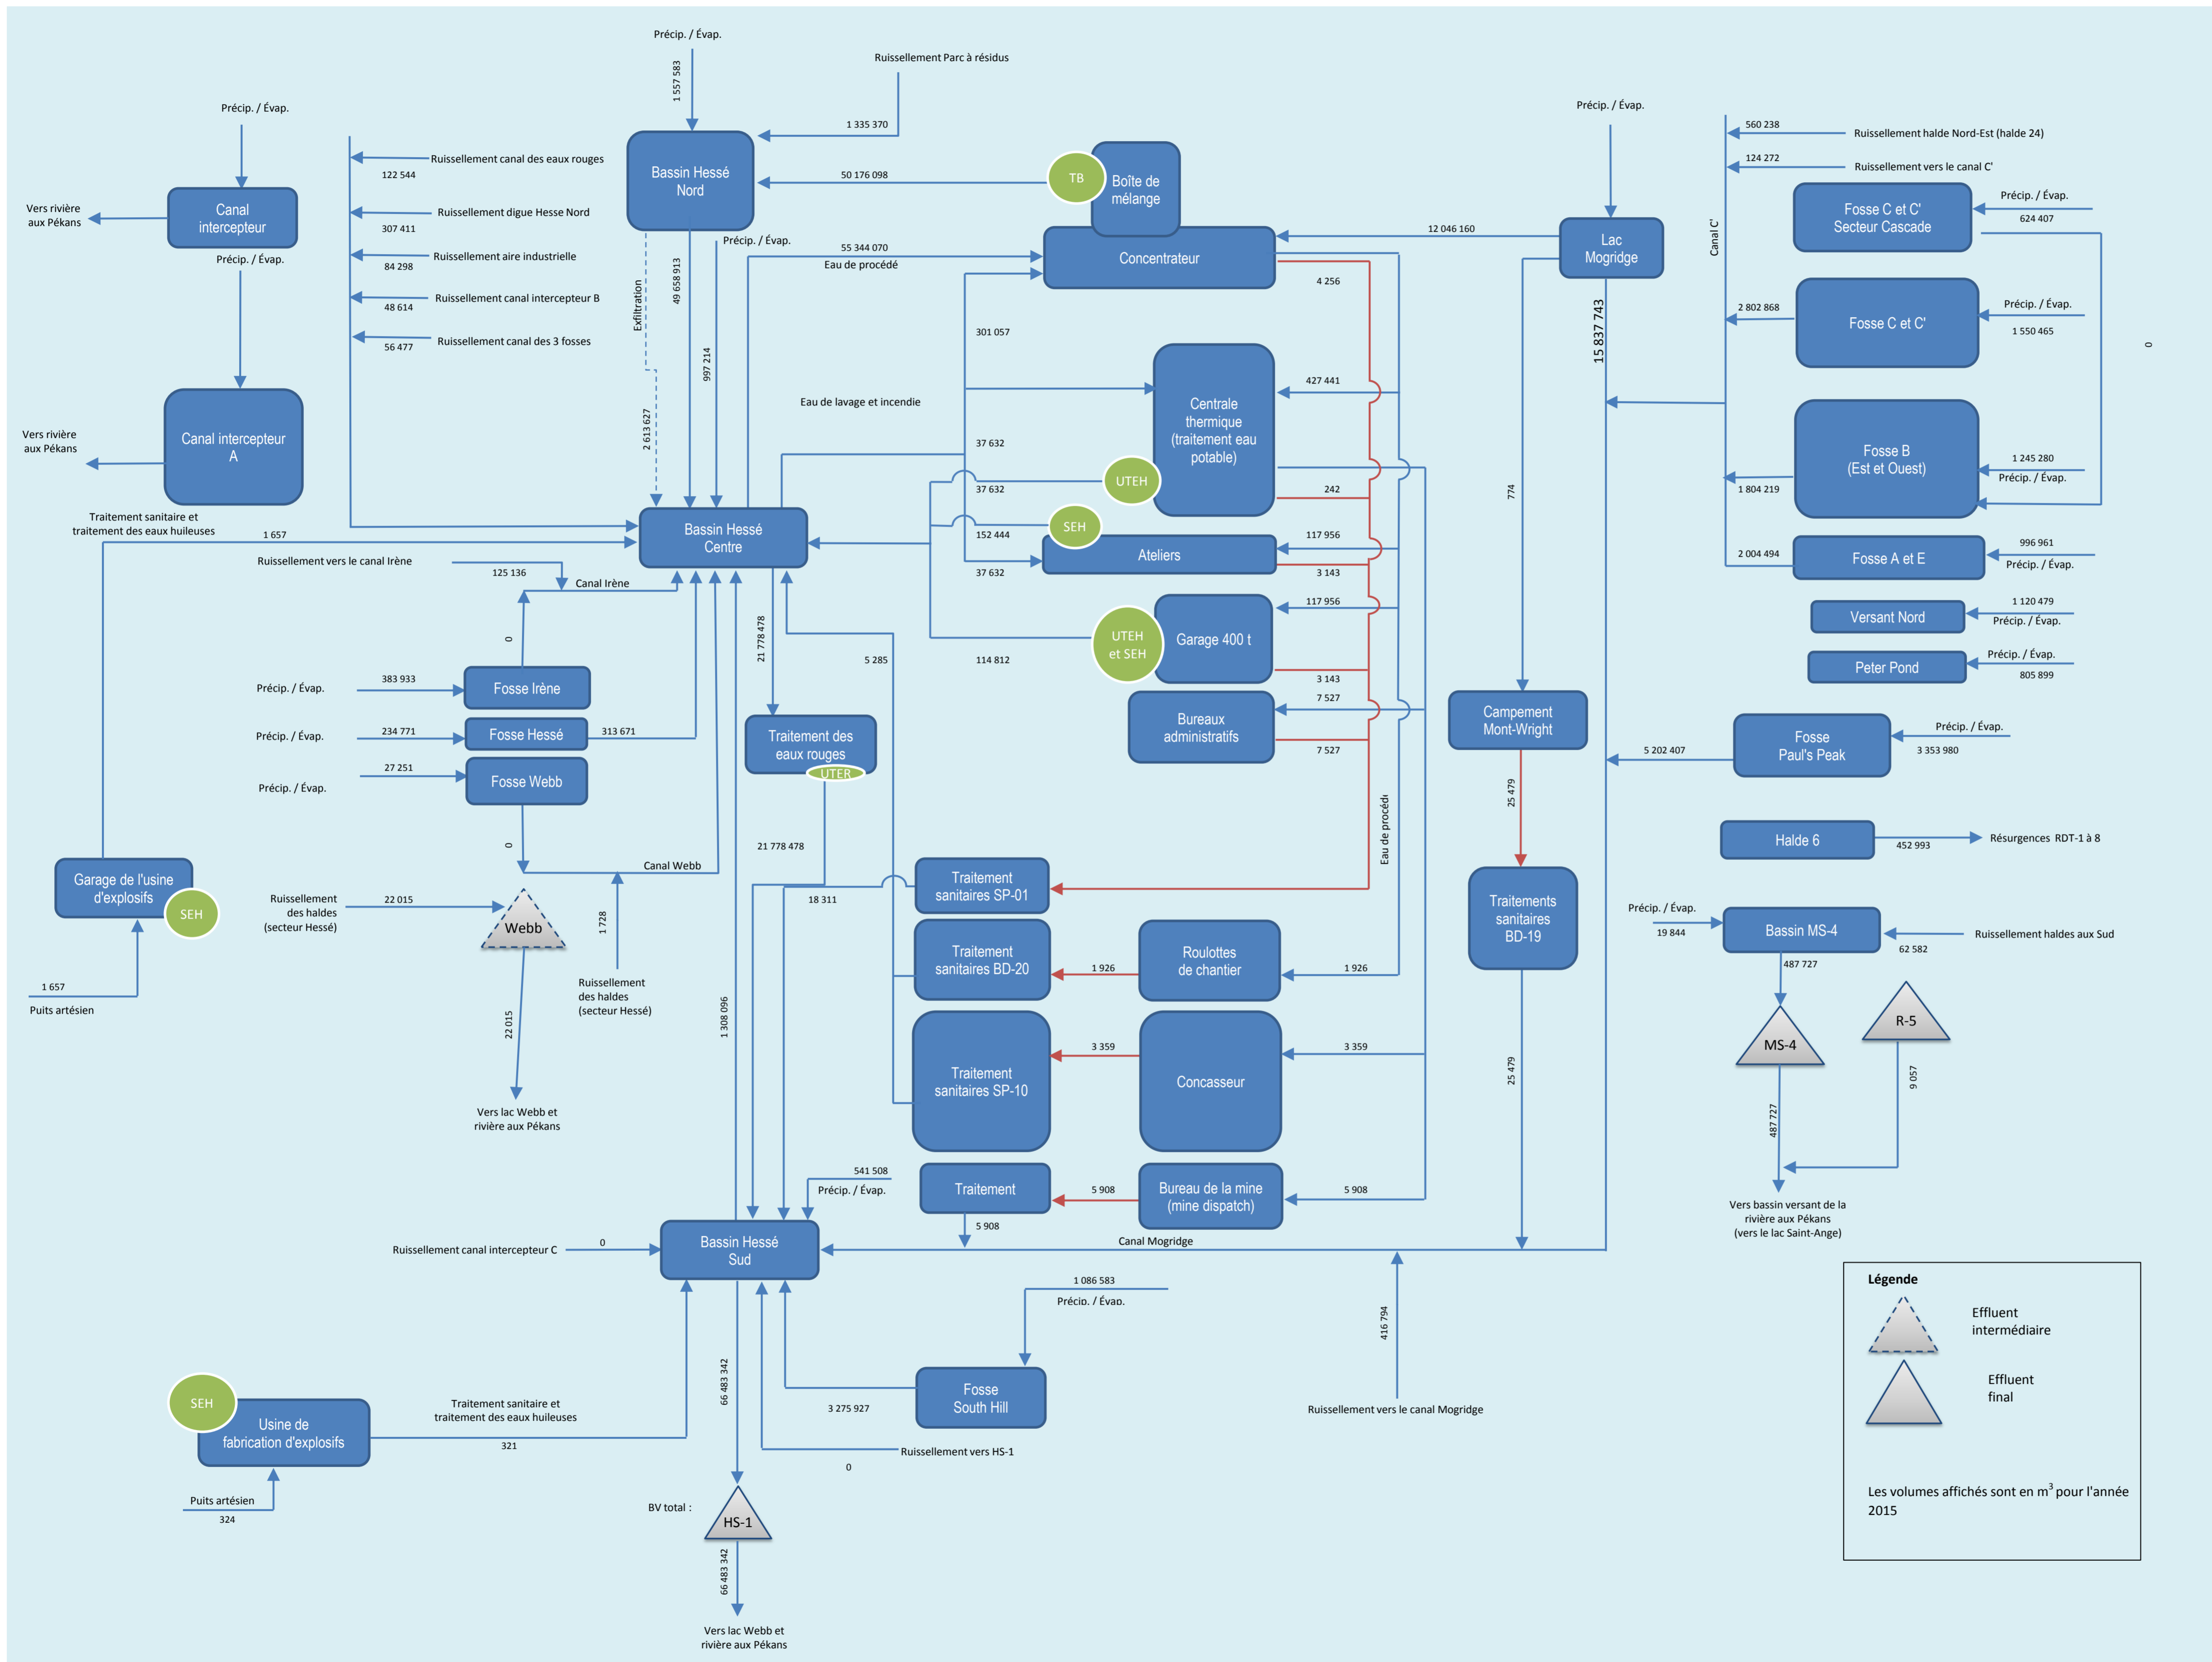 Précip. / Évap.
1 557 583
Ruissellement Parc à résidus
1 335 370
Précip. / Évap.
Vers rivière
aux Pékans
Canal
intercepteur
Précip. / Évap.
Vers rivière
aux Pékans
Canal intercepteur
A
Ruissellement canal des eaux rouges
122 544
Ruissellement digue Hesse Nord
307 411
Ruissellement aire industrielle
84 298
Ruissellement canal intercepteur B
48 614
Ruissellement canal des 3 fosses
56 477
Bassin Hessé
Nord
50 176 098
TB
Boîte de
mélange
Exfiltration
2 613 627
49 658 913
Précip. / Évap.
997 214
55 344 070
Eau de procédé
Concentrateur
4 256
12 046 160
301 057
Eau de lavage et incendie
Centrale
thermique
(traitement eau
potable)
427 441
37 632
UTEH
37 632
242
SEH
152 444
Ateliers
117 956
37 632
3 143
UTEH
et SEH
Garage 400 t
117 956
114 812
3 143
Bureaux
administratifs
7 527
7 527
Précip. / Évap.
Lac
Mogridge
15 837 743
774
Campement
Mont-Wright
25 479
Traitements
sanitaires
BD-19
25 479
Canal C'
560 238
Ruissellement halde Nord-Est (halde 24)
124 272
Ruissellement vers le canal C'
Fosse C et C'
Secteur Cascade
Précip. / Évap.
624 407
0
2 802 868
Fosse C et C'
Précip. / Évap.
1 550 465
1 804 219
Fosse B
(Est et Ouest)
1 245 280
Précip. / Évap.
2 004 494
Fosse A et E
996 961
Précip. / Évap.
Versant Nord
1 120 479
Précip. / Évap.
Peter Pond
Précip. / Évap.
805 899
5 202 407
Fosse
Paul's Peak
Précip. / Évap.
3 353 980
Halde 6
452 993
Résurgences RDT-1 à 8
Précip. / Évap.
19 844
Bassin MS-4
62 582
Ruissellement haldes aux Sud
487 727
MS-4
R-5
487 727
9 057
Vers bassin versant de la
rivière aux Pékans
(vers le lac Saint-Ange)
Traitement sanitaire et
traitement des eaux huileuses
1 657
Bassin Hessé
Centre
Ruissellement vers le canal Irène
125 136
Canal Irène
0
Précip. / Évap.
383 933
Fosse Irène
Précip. / Évap.
234 771
Fosse Hessé
313 671
27 251
Précip. / Évap.
Fosse Webb
0
Canal Webb
21 778 478
5 285
Traitement des
eaux rouges
UTER
21 778 478
Garage de l'usine
d'explosifs
SEH
1 657
Puits artésien
Ruissellement
des haldes
(secteur Hessé)
22 015
Webb
1 728
Ruissellement
des haldes
(secteur Hessé)
22 015
Vers lac Webb et
rivière aux Pékans
1 308 096
18 311
Traitement
sanitaires SP-01
Eau de procédé
Traitement
sanitaires BD-20
1 926
Roulottes
de chantier
1 926
Traitement
sanitaires SP-10
3 359
Concasseur
3 359
541 508
Précip. / Évap.
Traitement
5 908
Bureau de la mine
(mine dispatch)
5 908
5 908
Ruissellement canal intercepteur C
0
Bassin Hessé
Sud
Canal Mogridge
1 086 583
Précip. / Évap.
416 794
Ruissellement vers le canal Mogridge
Fosse
South Hill
3 275 927
66 483 342
Ruissellement vers HS-1
0
SEH
Usine de
fabrication d'explosifs
Traitement sanitaire et
traitement des eaux huileuses
321
Puits artésien
324
BV total :
HS-1
66 483 342
Vers lac Webb et
rivière aux Pékans
Légende
Effluent
intermédiaire
Effluent
final
Les volumes affichés sont en m³ pour l'année
2015